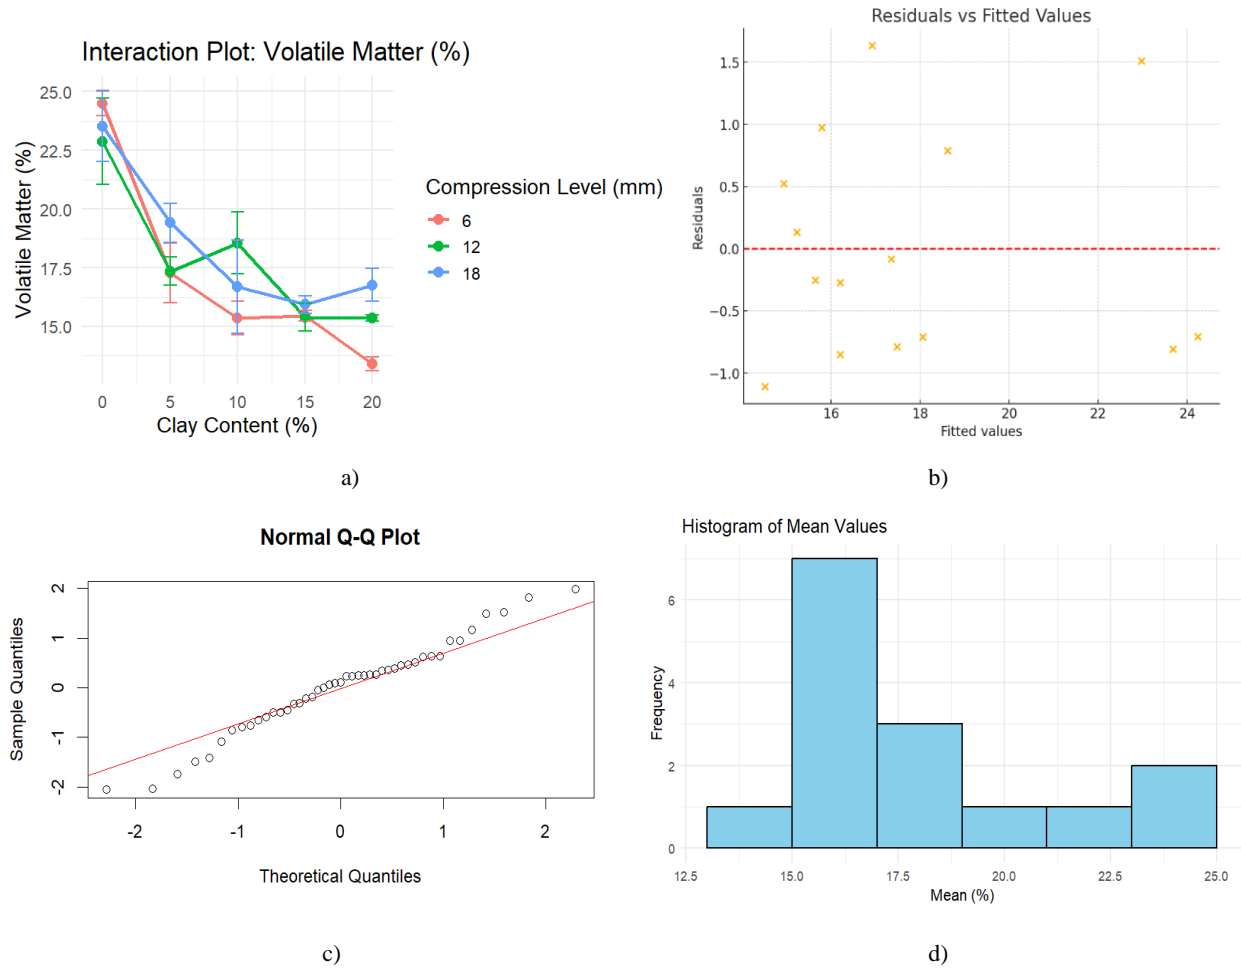 Interaction Plot: Volatile Matter (%)
Volatile Matter (%)
25.0
22.5
20.0
17.5
15.0
0 5 10 15 20
Clay Content (%)
Compression Level (mm)
6
12
18
a)
Residuals vs Fitted Values
Residuals
1.5
1.0
0.5
0.0
−0.5
−1.0
16 18 20 22 24
Fitted values
b)
Normal Q-Q Plot
Sample Quantiles
2
1
0
-1
-2
-2 -1 0 1 2
Theoretical Quantiles
c)
Histogram of Mean Values
Frequency
6
4
2
0
12.5 15.0 17.5 20.0 22.5 25.0
Mean (%)
d)